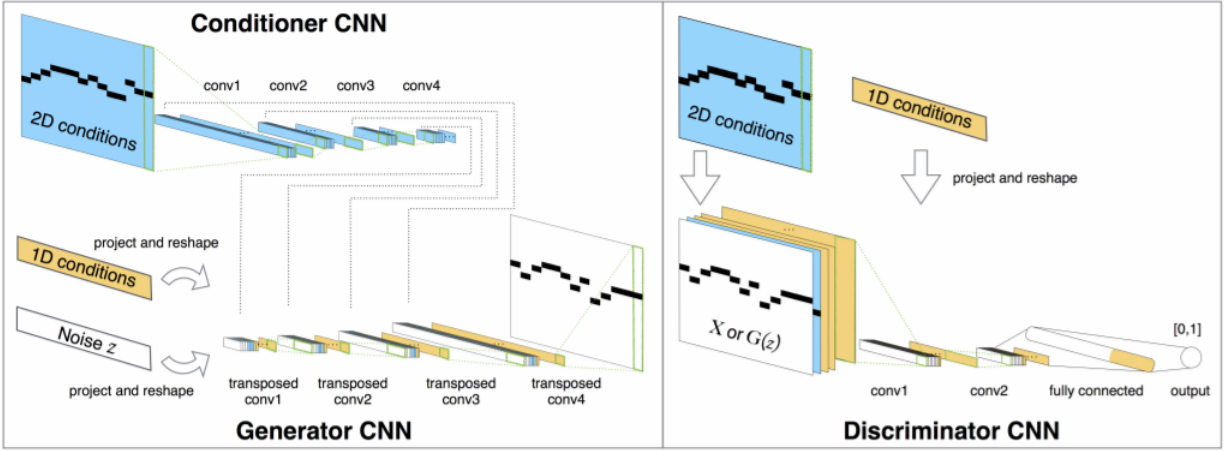 Conditioner CNN
conv1 conv2 conv3 conv4
2D conditions
project and reshape
1D conditions
Noise z
project and reshape
transposed conv1
transposed conv2
transposed conv3
transposed conv4
Generator CNN
2D conditions
1D conditions
project and reshape
X or G(z)
[0,1]
conv1 conv2 fully connected output
Discriminator CNN